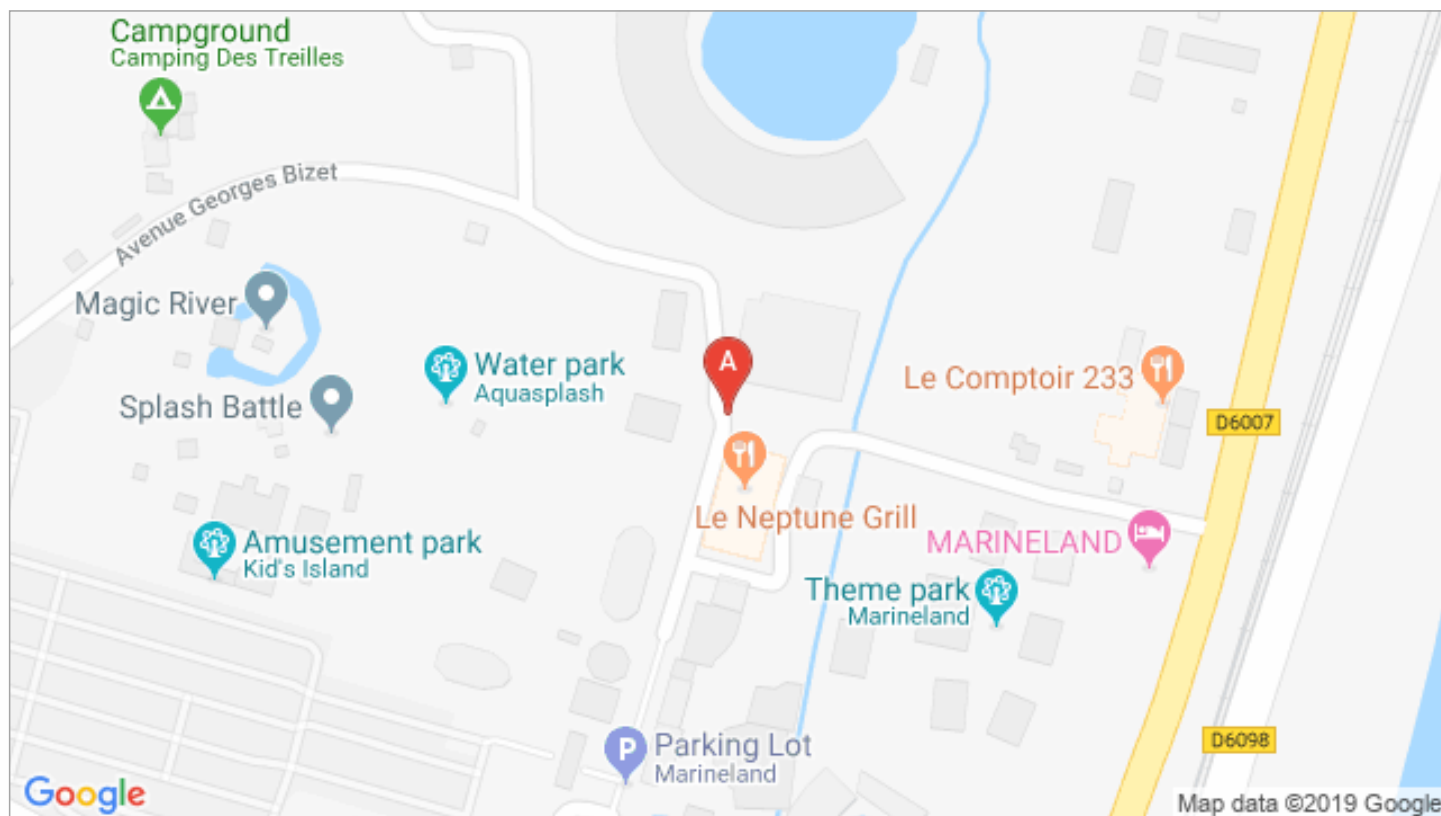 Campground
Camping Des Treilles
Avenue Georges Bizet
Magic River
Water park
Aquasplash
A
Le Comptoir 233
Splash Battle
D6007
Le Neptune Grill
Amusement park
Kid's Island
MARINELAND
Theme park
Marineland
P
Parking Lot
Marineland
D6098
Google
Map data ©2019 Google